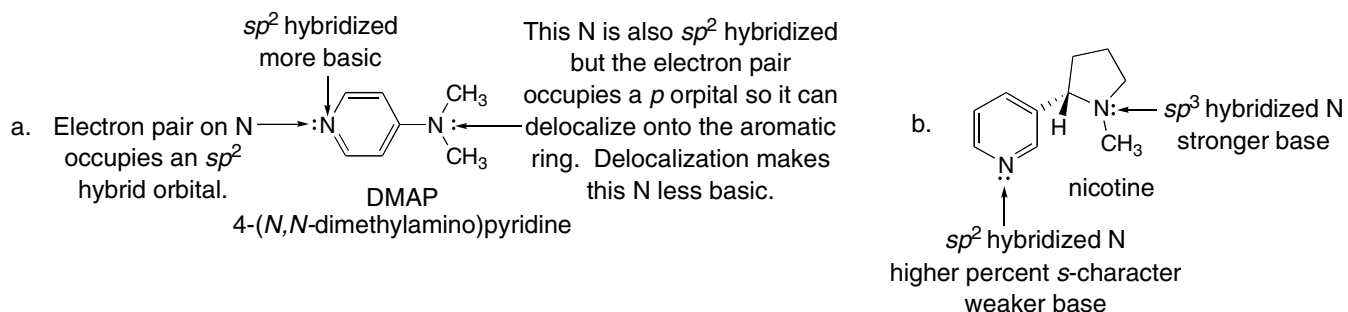 a.
Electron pair on N
occupies an sp2
hybrid orbital.
sp2 hybridized
more basic
:N
N:
CH3
CH3
DMAP
4-(N,N-dimethylamino)pyridine
This N is also sp2 hybridized
but the electron pair
occupies a p orpital so it can
delocalize onto the aromatic
ring. Delocalization makes
this N less basic.
b.
N
H
N:
CH3
nicotine
sp3 hybridized N
stronger base
sp2 hybridized N
higher percent s-character
weaker base